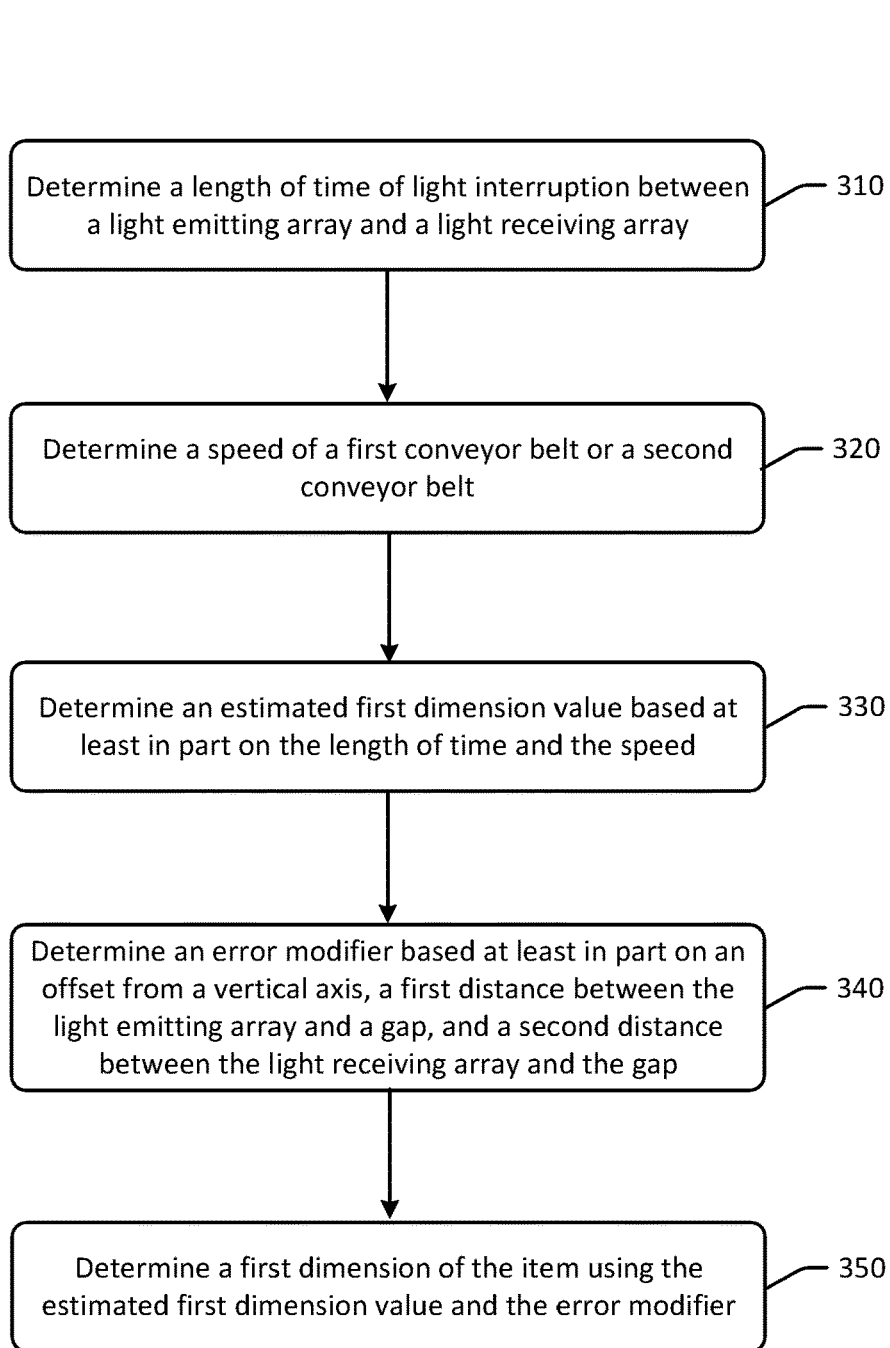 Determine a length of time of light interruption between
a light emitting array and a light receiving array
310
Determine a speed of a first conveyor belt or a second
conveyor belt
320
Determine an estimated first dimension value based at
least in part on the length of time and the speed
330
Determine an error modifier based at least in part on an
offset from a vertical axis, a first distance between the
light emitting array and a gap, and a second distance
between the light receiving array and the gap
340
Determine a first dimension of the item using the
estimated first dimension value and the error modifier
350